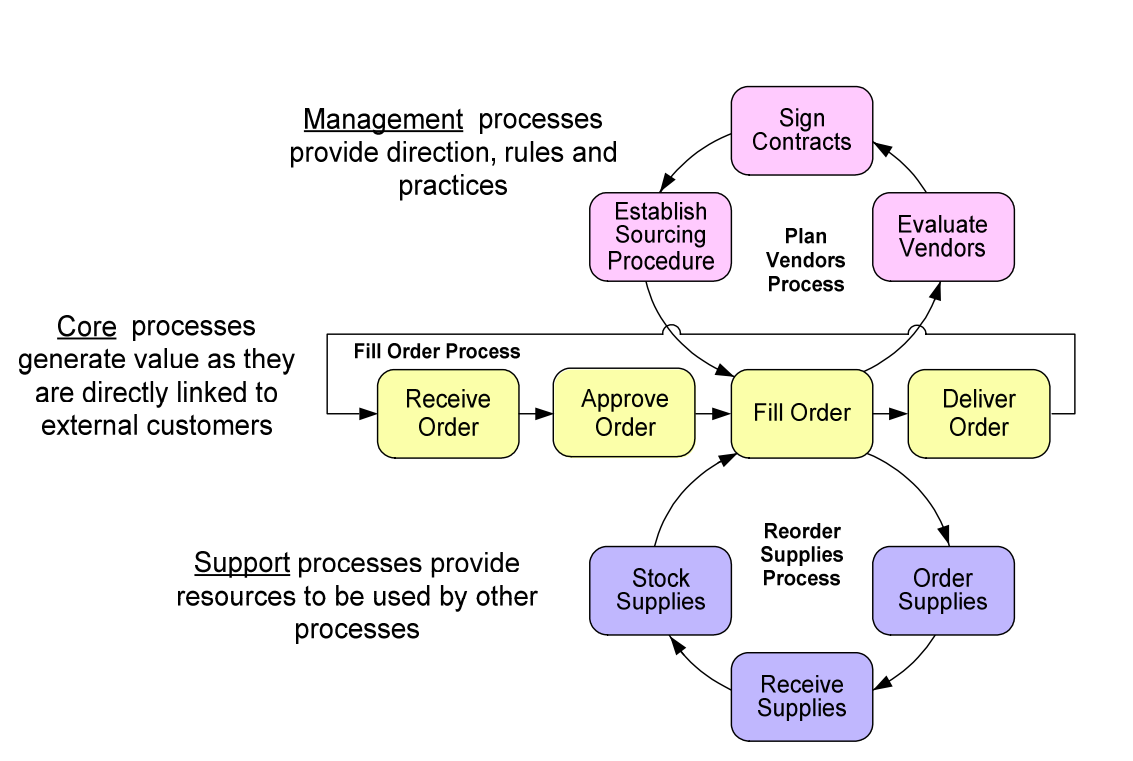 Management processes
provide direction, rules and
practices
Sign
Contracts
Establish
Sourcing
Procedure
Evaluate
Vendors
Plan
Vendors
Process
Core processes
generate value as they
are directly linked to
external customers
Fill Order Process
Receive
Order
Approve
Order
Fill Order
Deliver
Order
Support processes provide
resources to be used by other
processes
Reorder
Supplies
Process
Stock
Supplies
Order
Supplies
Receive
Supplies